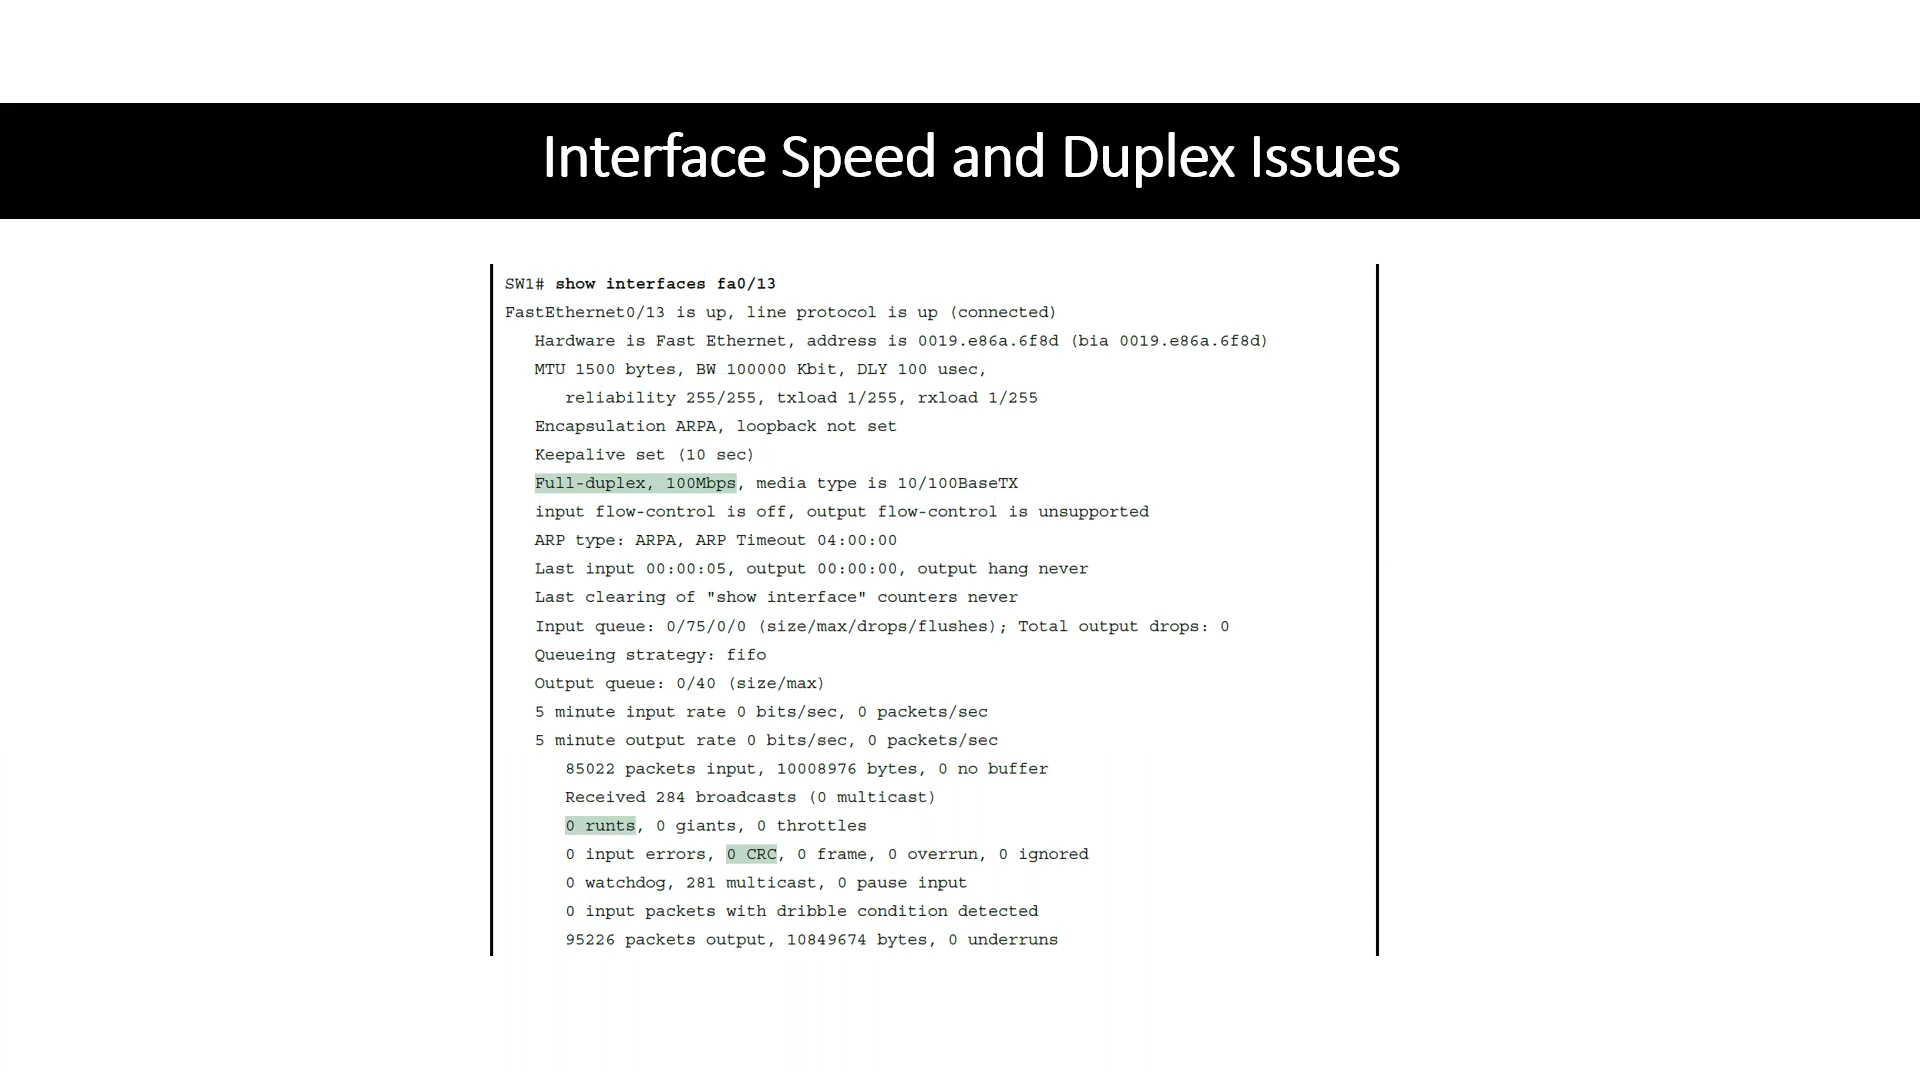 Interface Speed and Duplex Issues
SW1# show interfaces fa0/13
FastEthernet0/13 is up, line protocol is up (connected)
Hardware is Fast Ethernet, address is 0019.e86a.6f8d (bia 0019.e86a.6f8d)
MTU 1500 bytes, BW 100000 Kbit, DLY 100 usec,
reliability 255/255, txload 1/255, rxload 1/255
Encapsulation ARPA, loopback not set
Keepalive set (10 sec)
Full-duplex, 100Mbps, media type is 10/100BaseTX
input flow-control is off, output flow-control is unsupported
ARP type: ARPA, ARP Timeout 04:00:00
Last input 00:00:05, output 00:00:00, output hang never
Last clearing of "show interface" counters never
Input queue: 0/75/0/0 (size/max/drops/flushes); Total output drops: 0
Queueing strategy: fifo
Output queue: 0/40 (size/max)
5 minute input rate 0 bits/sec, 0 packets/sec
5 minute output rate 0 bits/sec, 0 packets/sec
85022 packets input, 10008976 bytes, 0 no buffer
Received 284 broadcasts (0 multicast)
0 runts, 0 giants, 0 throttles
0 input errors, 0 CRC, 0 frame, 0 overrun, 0 ignored
0 watchdog, 281 multicast, 0 pause input
0 input packets with dribble condition detected
95226 packets output, 10849674 bytes, 0 underruns